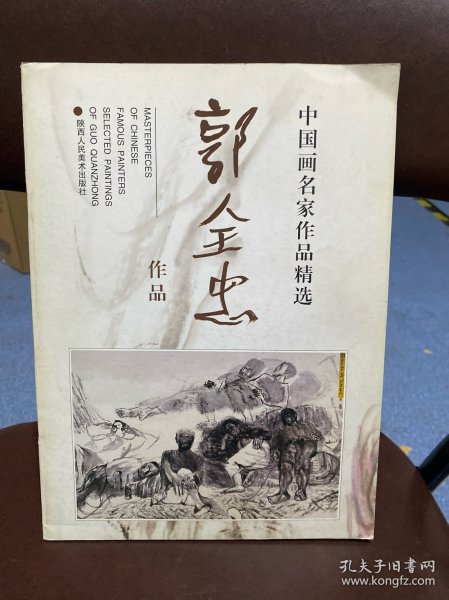 中国画名家作品精选
郭全忠
作品
MASTERPIECES
OF CHINESE
FAMOUS PAINTERS
SELECTED PAINTINGS
OF GUO QUANZHONG
●陕西人民美术出版社
孔夫子旧书网
www.kongfz.com